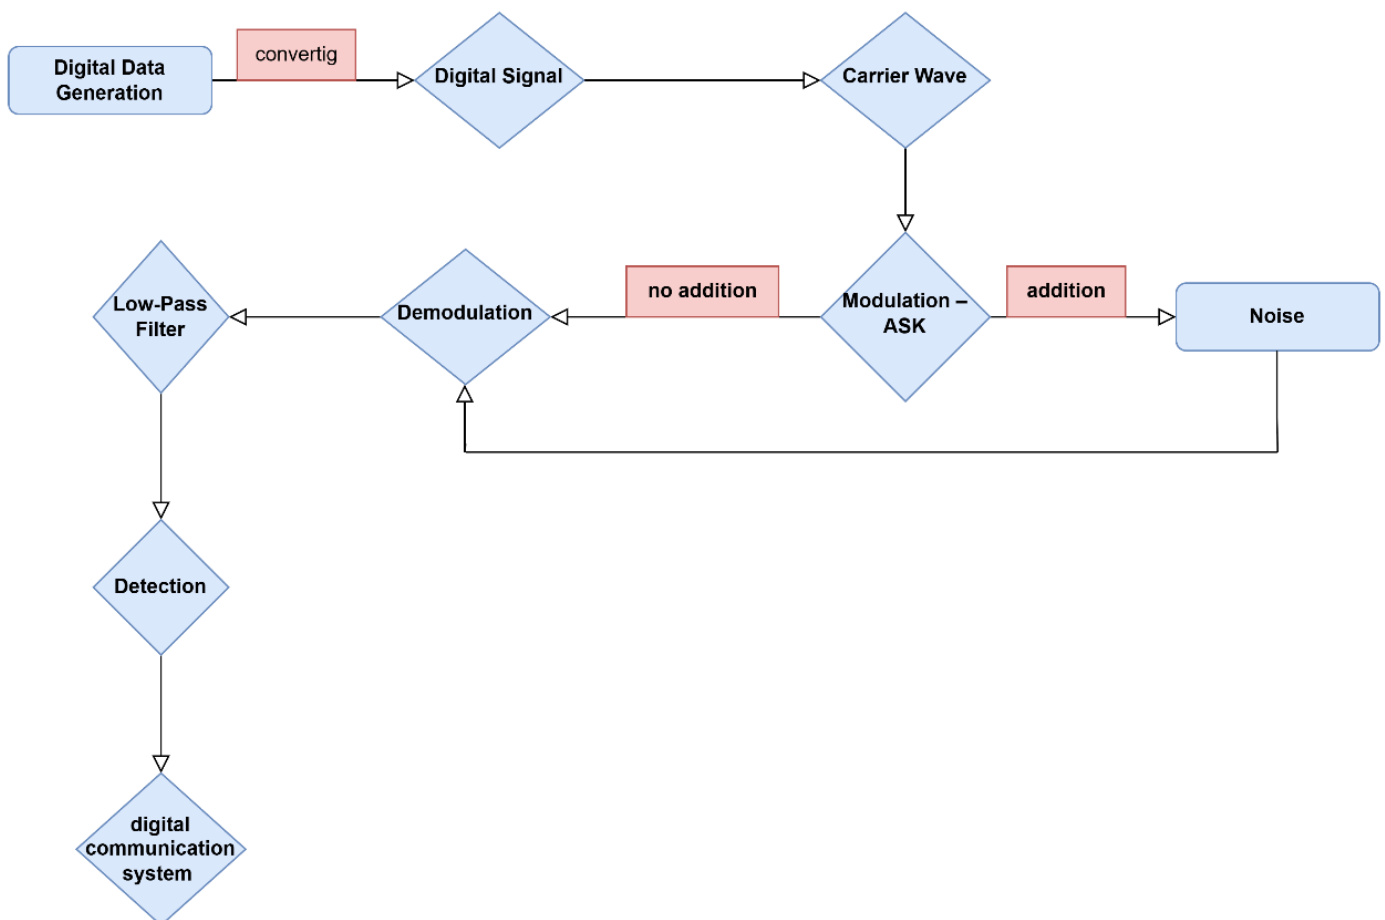 Digital Data
Generation
convertig
Digital Signal
Carrier Wave
Low-Pass
Filter
Demodulation
no addition
Modulation –
ASK
addition
Noise
Detection
digital
communication
system